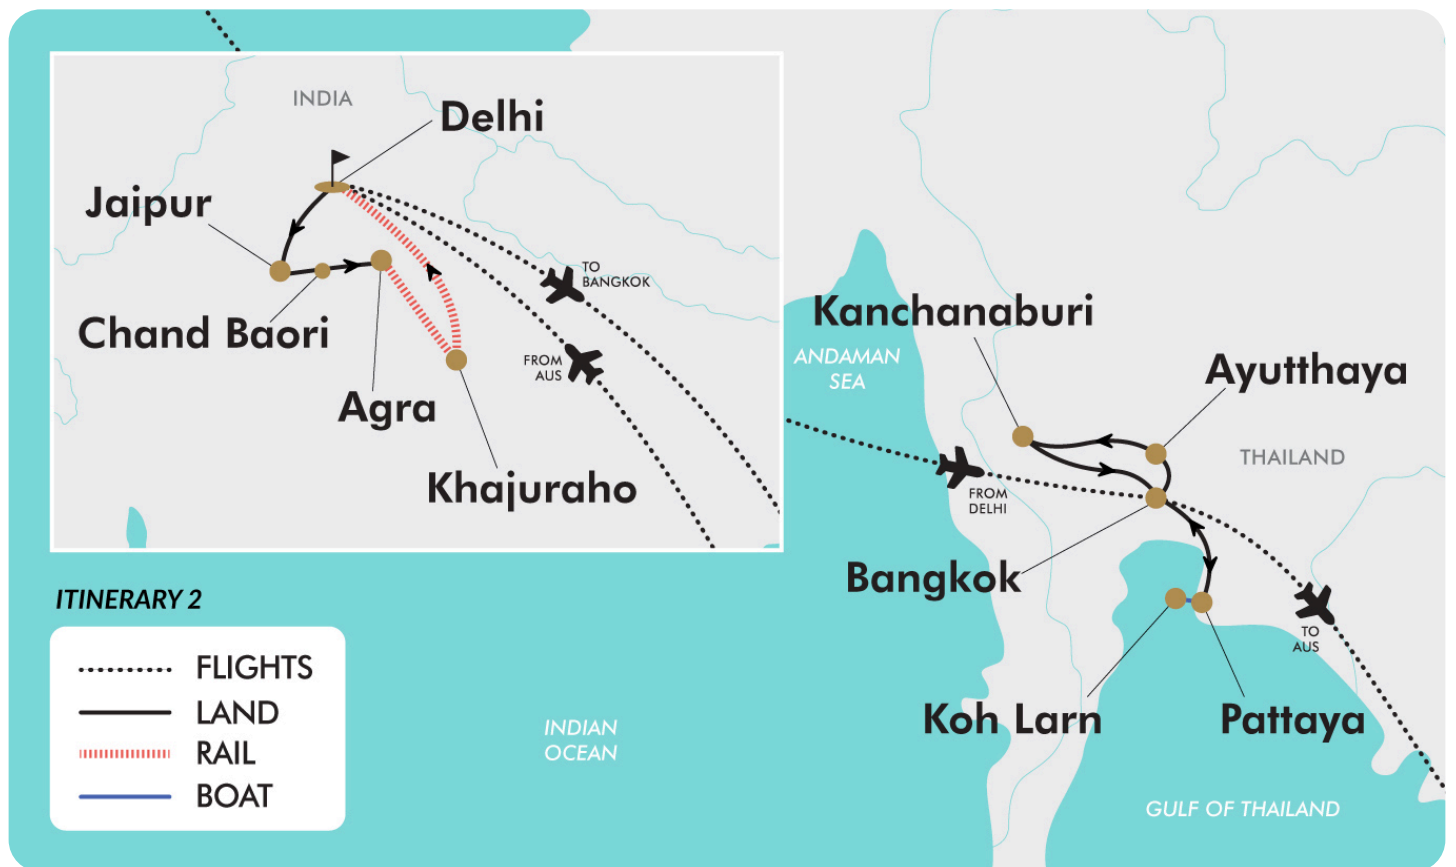 INDIA
Delhi
Jaipur
TO
BANGKOK
Chand Baori
FROM
AUS
Agra
Khajuraho
Kanchanaburi
ANDAMAN
SEA
Ayutthaya
THAILAND
FROM
DELHI
Bangkok
TO
AUS
Koh Larn
Pattaya
GULF OF THAILAND
INDIAN
OCEAN
ITINERARY 2
FLIGHTS
LAND
RAIL
BOAT